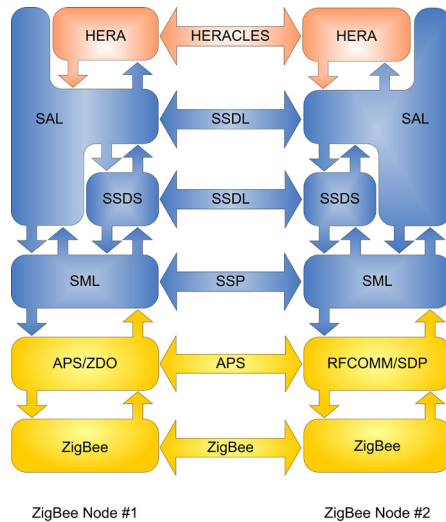 HERA HERACLES HERA
SAL SSDL SAL
SSDS SSDL SSDS
SML SSP SML
APS/ZDO APS RFCOMM/SDP
ZigBee ZigBee ZigBee
ZigBee Node #1 ZigBee Node #2